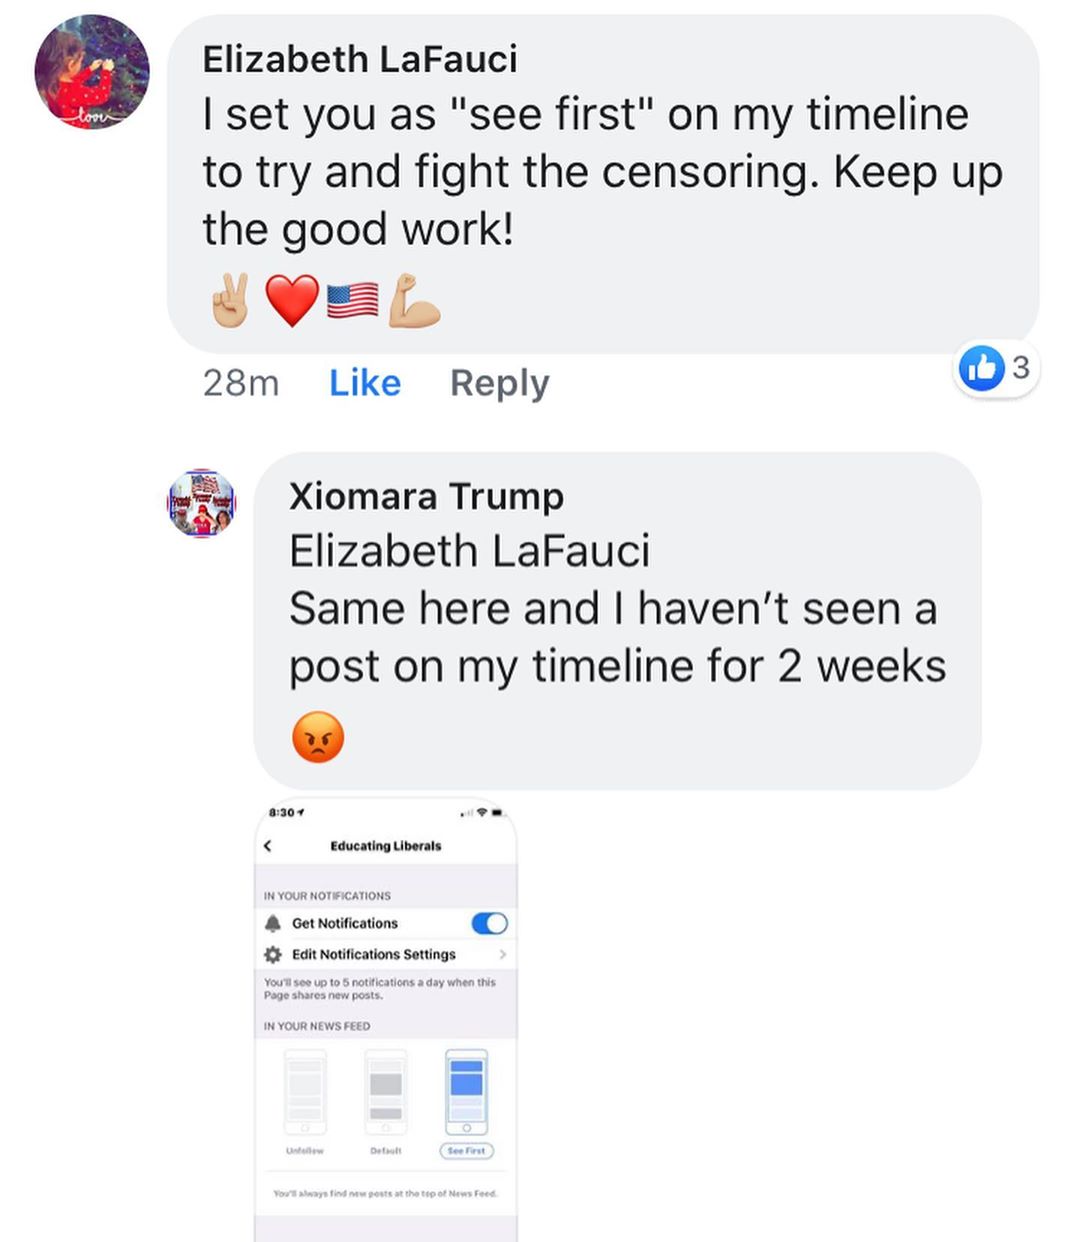 love
Elizabeth LaFauci
I set you as "see first" on my timeline
to try and fight the censoring. Keep up
the good work!
28m Like Reply 3
Xiomara Trump
Elizabeth LaFauci
Same here and I haven’t seen a
post on my timeline for 2 weeks
8:30
Educating Liberals
IN YOUR NOTIFICATIONS
Get Notifications
Edit Notifications Settings
You'll see up to 5 notifications a day when this
Page shares new posts.
IN YOUR NEWS FEED
Unfollow Default See First
You'll always find new posts at the top of News Feed.